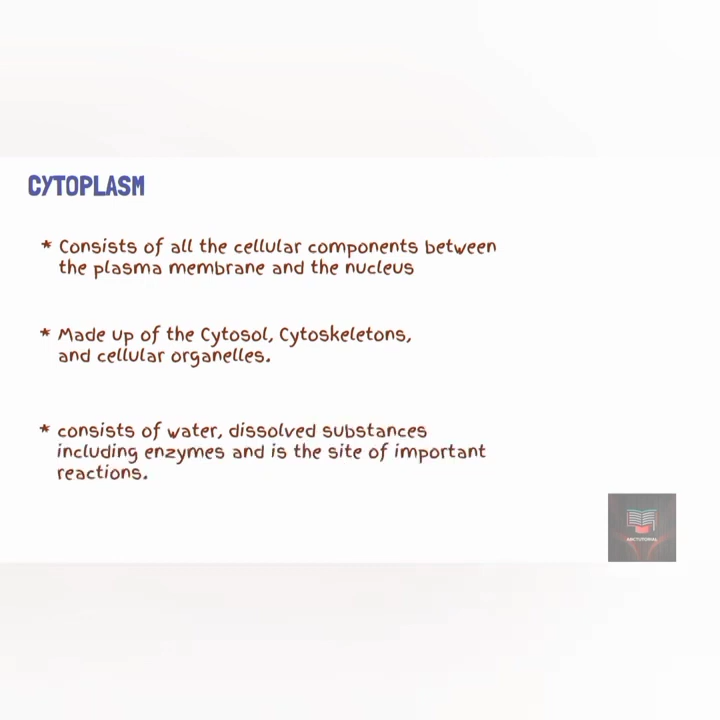 CYTOPLASM
* Consists of all the cellular components between
the plasma membrane and the nucleus
* Made up of the Cytosol, Cytoskeletons,
and cellular organelles.
* consists of water, dissolved substances
including enzymes and is the site of important
reactions.